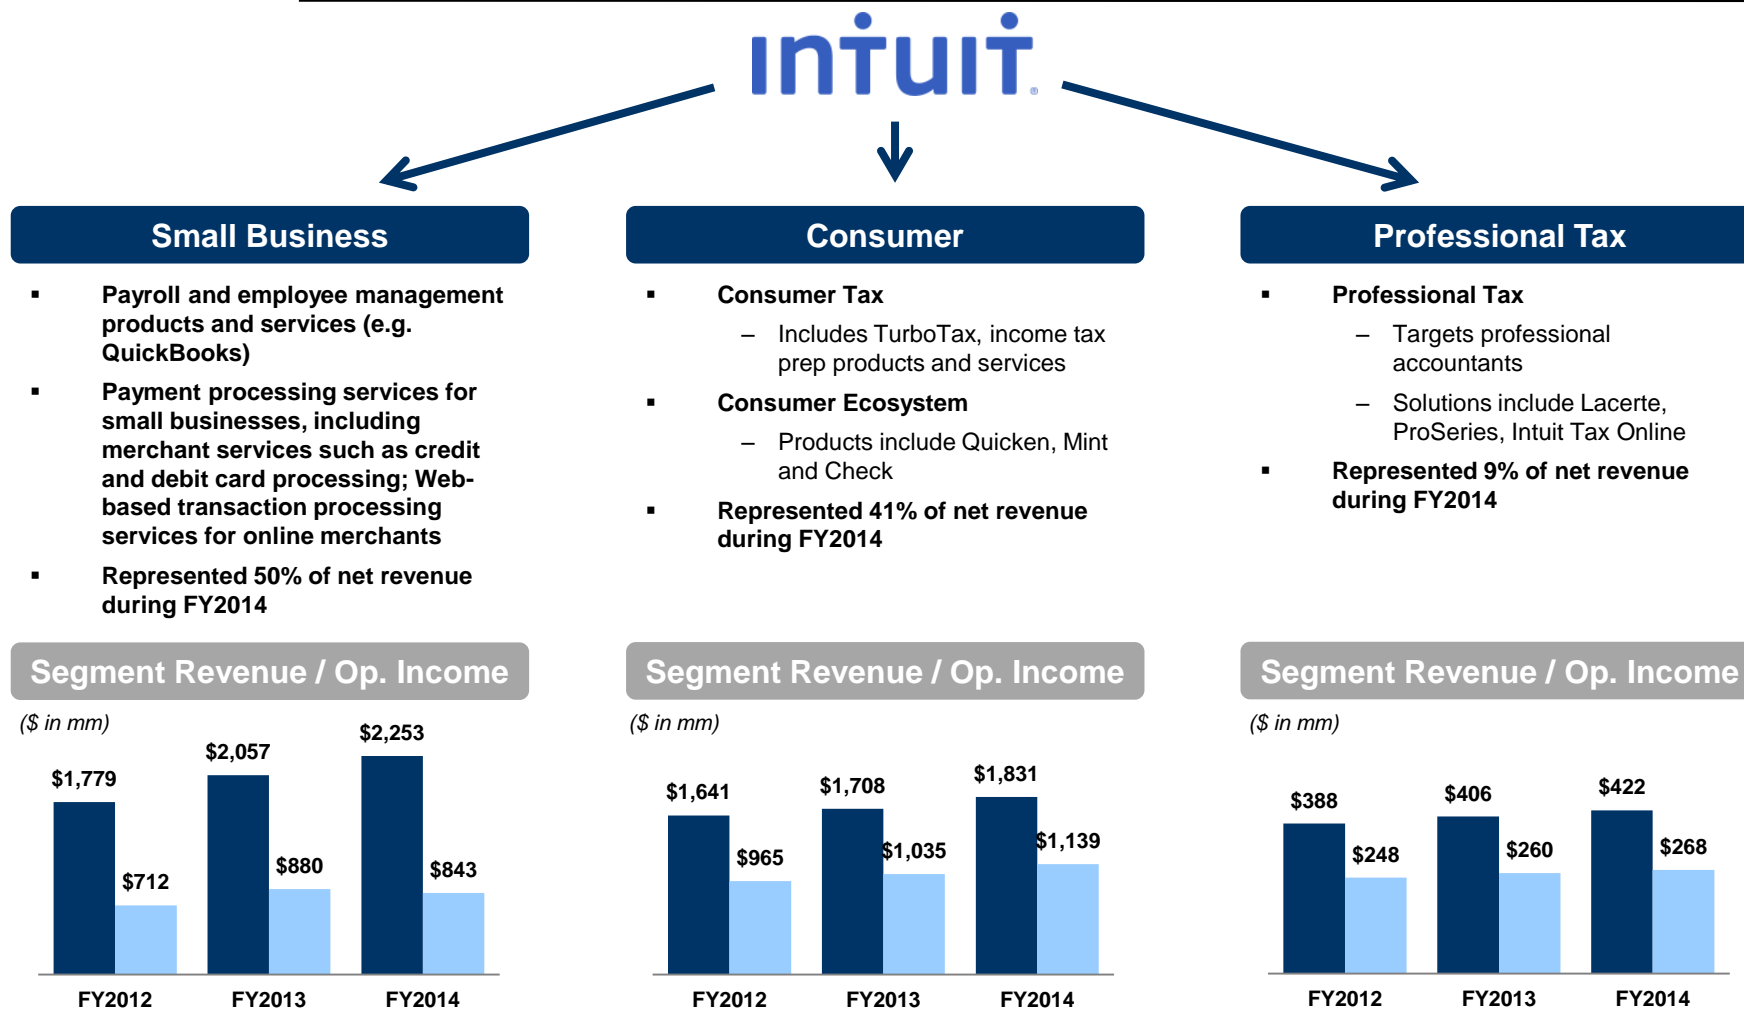 ıntuıt®
Small Business
▪ Payroll and employee management
products and services (e.g.
QuickBooks)
▪ Payment processing services for
small businesses, including
merchant services such as credit
and debit card processing; Web-
based transaction processing
services for online merchants
▪ Represented 50% of net revenue
during FY2014
Consumer
▪ Consumer Tax
– Includes TurboTax, income tax
prep products and services
▪ Consumer Ecosystem
– Products include Quicken, Mint
and Check
▪ Represented 41% of net revenue
during FY2014
Professional Tax
▪ Professional Tax
– Targets professional
accountants
– Solutions include Lacerte,
ProSeries, Intuit Tax Online
▪ Represented 9% of net revenue
during FY2014
Segment Revenue / Op. Income
($ in mm)
$1,779
$712
$2,057
$880
$2,253
$843
FY2012 FY2013 FY2014
Segment Revenue / Op. Income
($ in mm)
$1,641
$965
$1,708
$1,035
$1,831
$1,139
FY2012 FY2013 FY2014
Segment Revenue / Op. Income
($ in mm)
$388
$248
$406
$260
$422
$268
FY2012 FY2013 FY2014